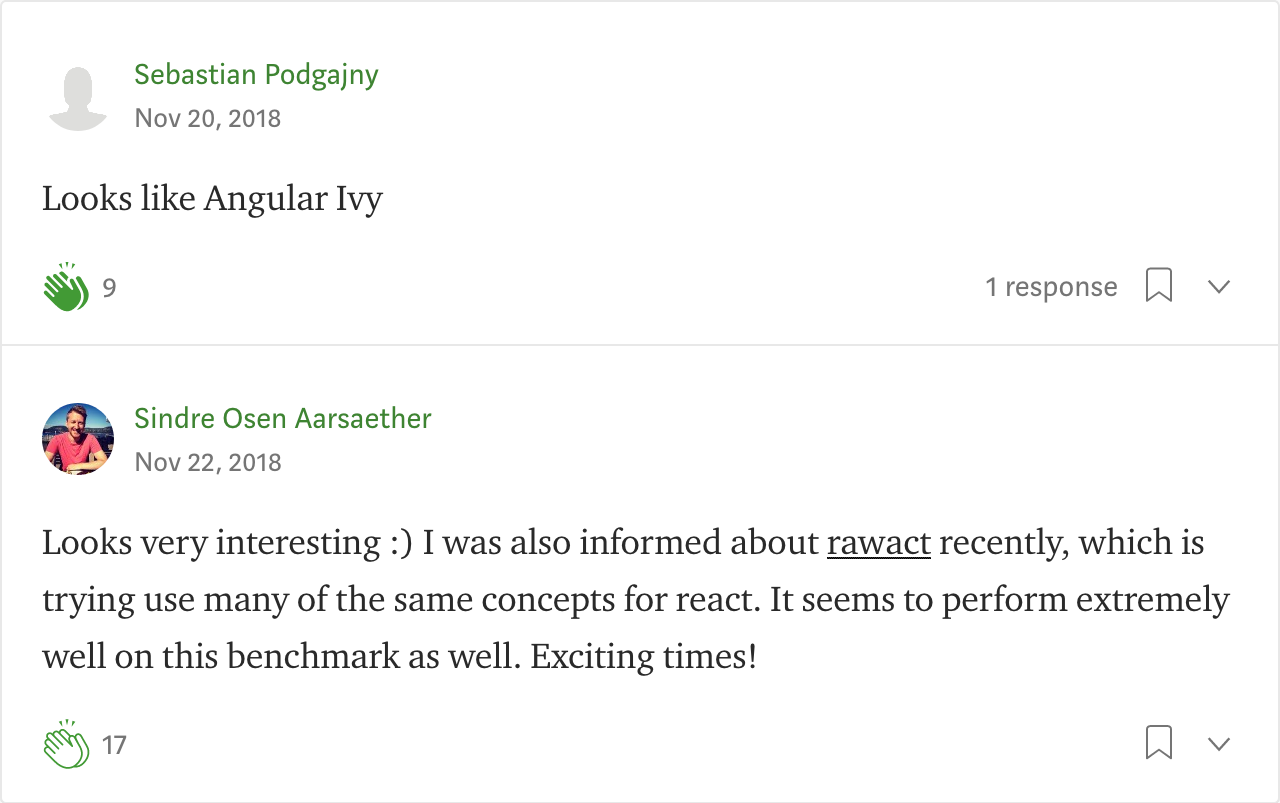 Sebastian Podgajny
Nov 20, 2018
Looks like Angular Ivy
9
1 response
Sindre Osen Aarsaether
Nov 22, 2018
Looks very interesting :) I was also informed about rawact recently, which is
trying use many of the same concepts for react. It seems to perform extremely
well on this benchmark as well. Exciting times!
17